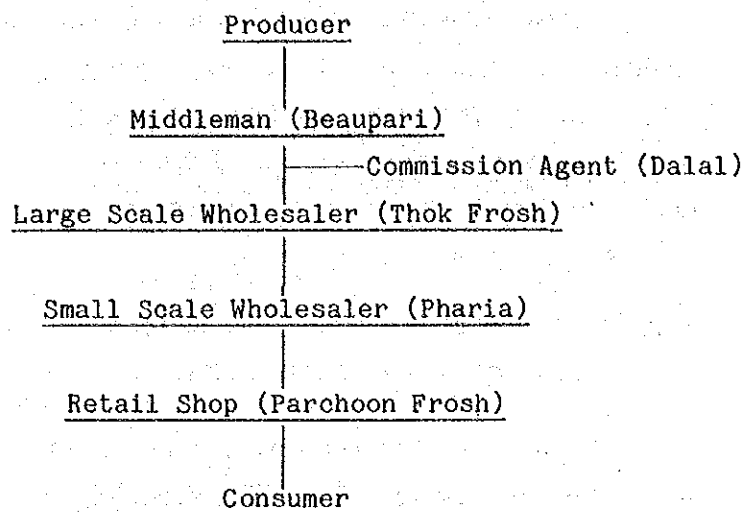 Producer
Middleman (Beaupari)
Commission Agent (Dalal)
Large Scale Wholesaler (Thok Frosh)
Small Scale Wholesaler (Pharia)
Retail Shop (Parchoon Frosh)
Consumer